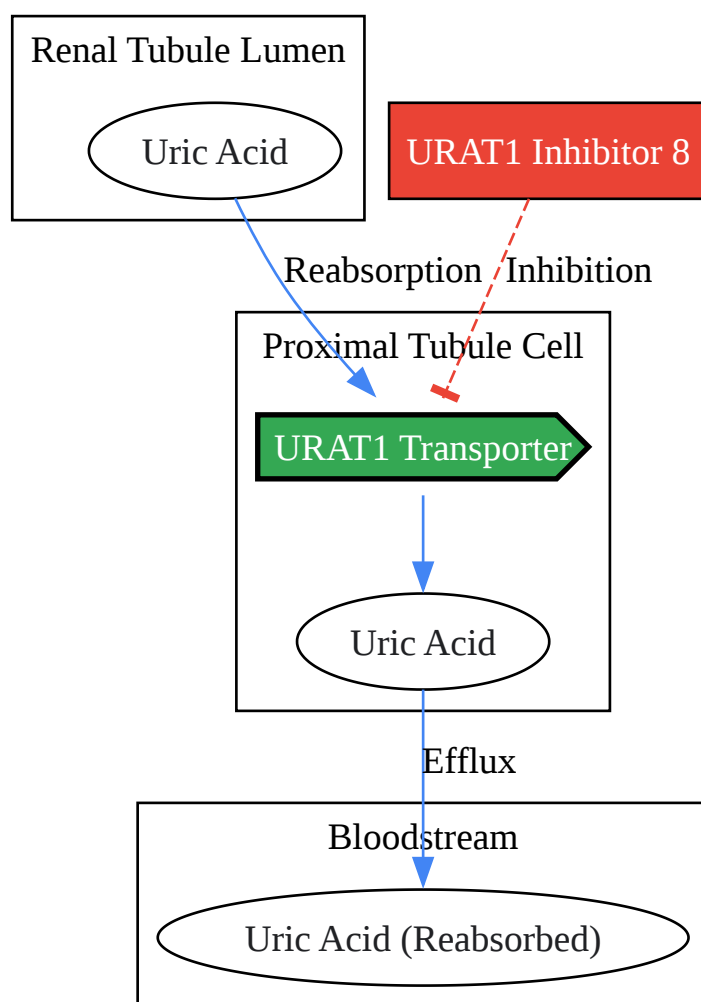 Renal Tubule Lumen
Uric Acid
URAT1 Inhibitor 8
Reabsorption
Inhibition
Proximal Tubule Cell
URAT1 Transporter
Uric Acid
Efflux
Bloodstream
Uric Acid (Reabsorbed)